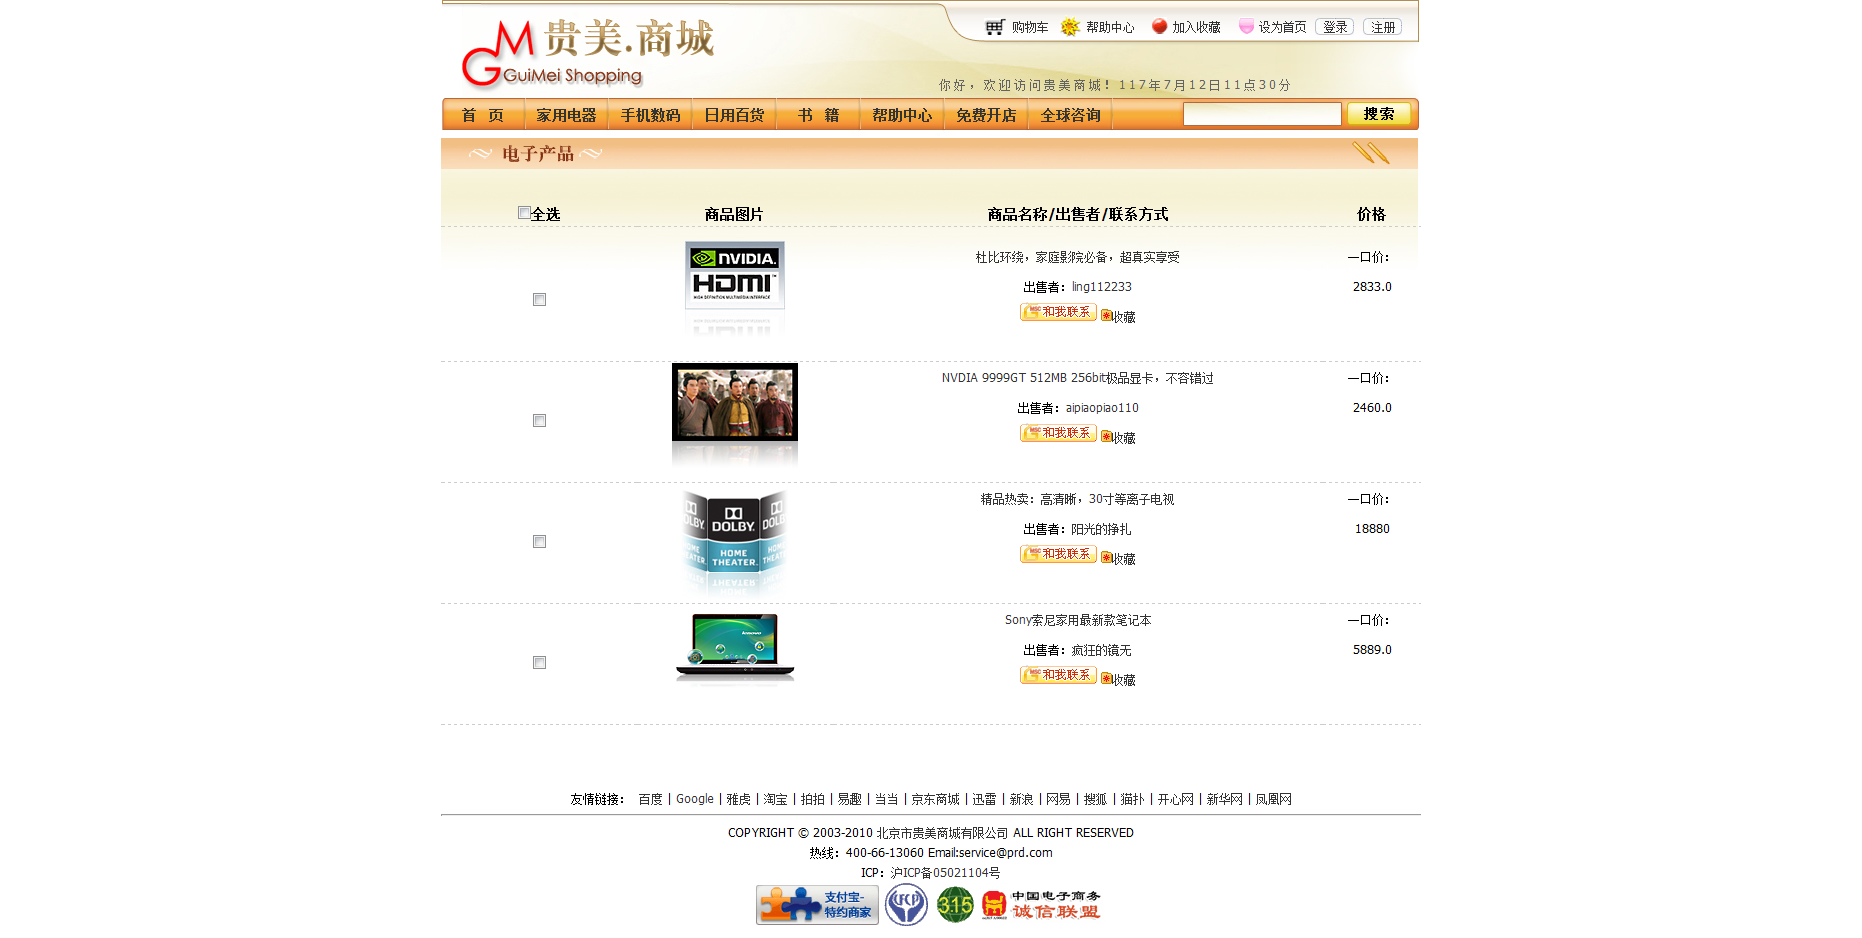 贵美.商城
GuiMei Shopping
购物车 帮助中心 加入收藏 设为首页 登录 注册
你好，欢迎访问贵美商城！117年7月12日11点30分
首 页 家用电器 手机数码 日用百货 书 籍 帮助中心 免费开店 全球咨询 搜索
电子产品
全选 商品图片 商品名称/出售者/联系方式 价格
NVIDIA.
HDMI™
HIGH DEFINITION MULTIMEDIA INTERFACE
杜比环绕，家庭影院必备，超真实享受 一口价：
出售者：ling112233 2833.0
和我联系 收藏
NVDIA 9999GT 512MB 256bit极品显卡，不容错过 一口价：
出售者：aipiaopiao110 2460.0
和我联系 收藏
DOLBY.
HOME
THEATER
精品热卖：高清晰，30寸等离子电视 一口价：
出售者：阳光的挣扎 18880
和我联系 收藏
lenovo
Sony索尼家用最新款笔记本 一口价：
出售者：疯狂的镜无 5889.0
和我联系 收藏
友情链接： 百度 | Google | 雅虎 | 淘宝 | 拍拍 | 易趣 | 当当 | 京东商城 | 迅雷 | 新浪 | 网易 | 搜狐 | 猫扑 | 开心网 | 新华网 | 凤凰网
COPYRIGHT © 2003-2010 北京市贵美商城有限公司 ALL RIGHT RESERVED
热线：400-66-13060 Email:service@prd.com
ICP：沪ICP备05021104号
支付宝-
特约商家
315
中国电子商务
诚信联盟